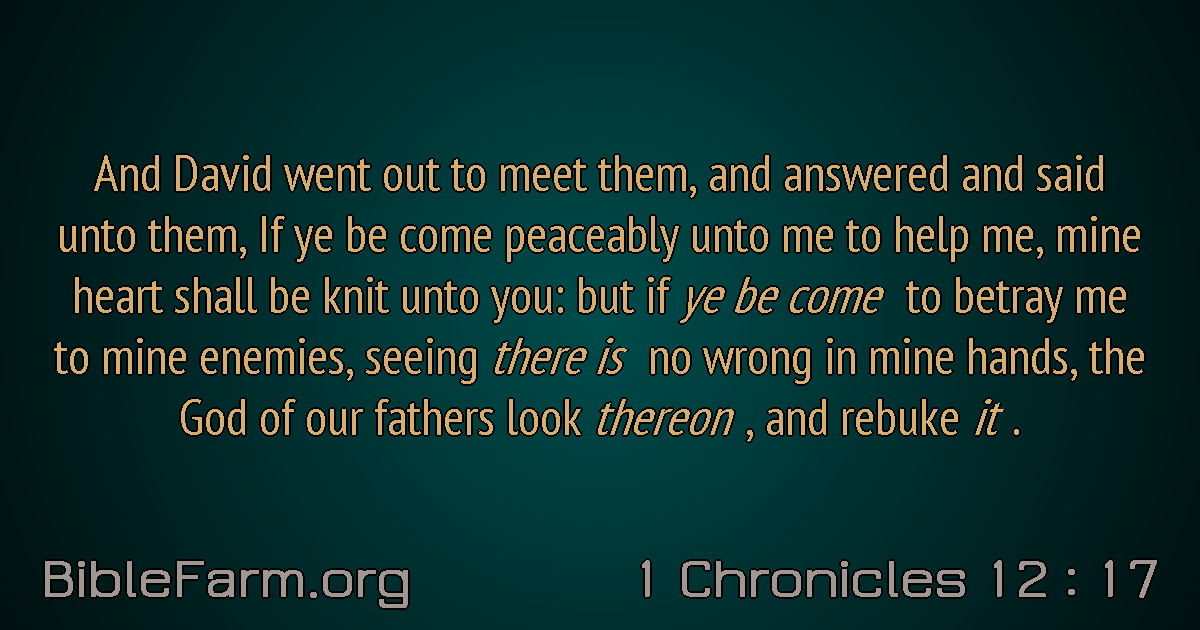 And David went out to meet them, and answered and said
unto them, If ye be come peaceably unto me to help me, mine
heart shall be knit unto you: but if ye be come to betray me
to mine enemies, seeing there is no wrong in mine hands, the
God of our fathers look thereon , and rebuke it .
BibleFarm.org
1 Chronicles 12 : 17